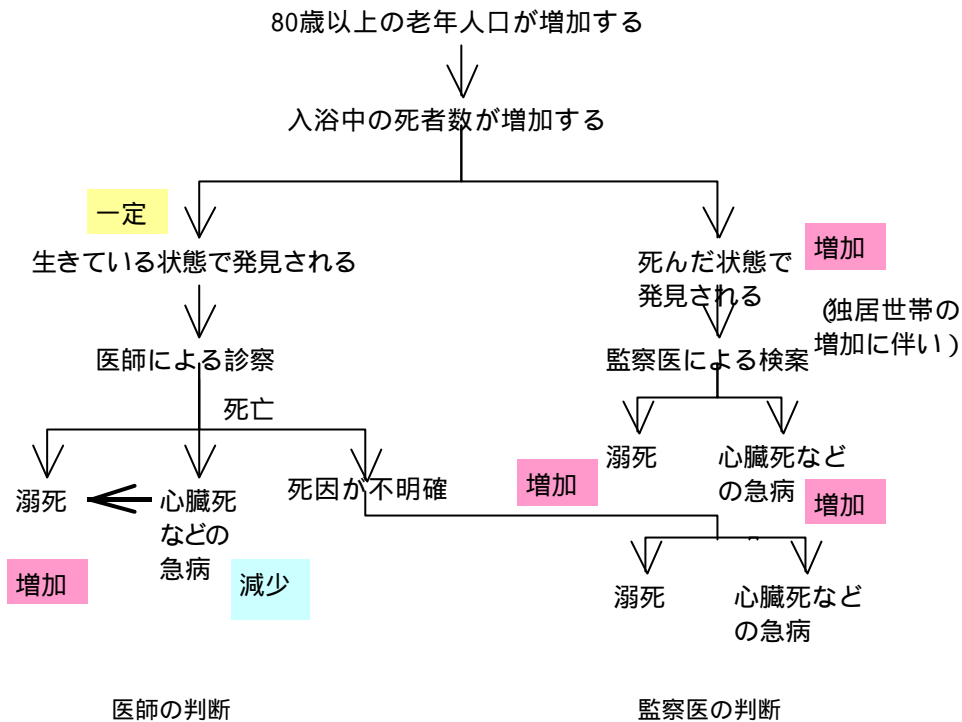 80歳以上の老年人口が増加する
入浴中の死者数が増加する
一定
生きている状態で発見される
死んだ状態で
発見される
増加
(独居世帯の
増加に伴い)
医師による診察
監察医による検案
死亡
溺死
心臓死
などの
急病
死因が不明確
増加
溺死
心臓死など
の急病
増加
増加
減少
溺死
心臓死など
の急病
医師の判断
監察医の判断